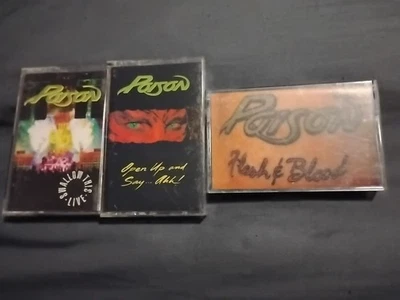 Poison
SWALLOW THIS
LIVE
Poison
Open Up and
Say... Ahh!
Poison
Flesh & Blood